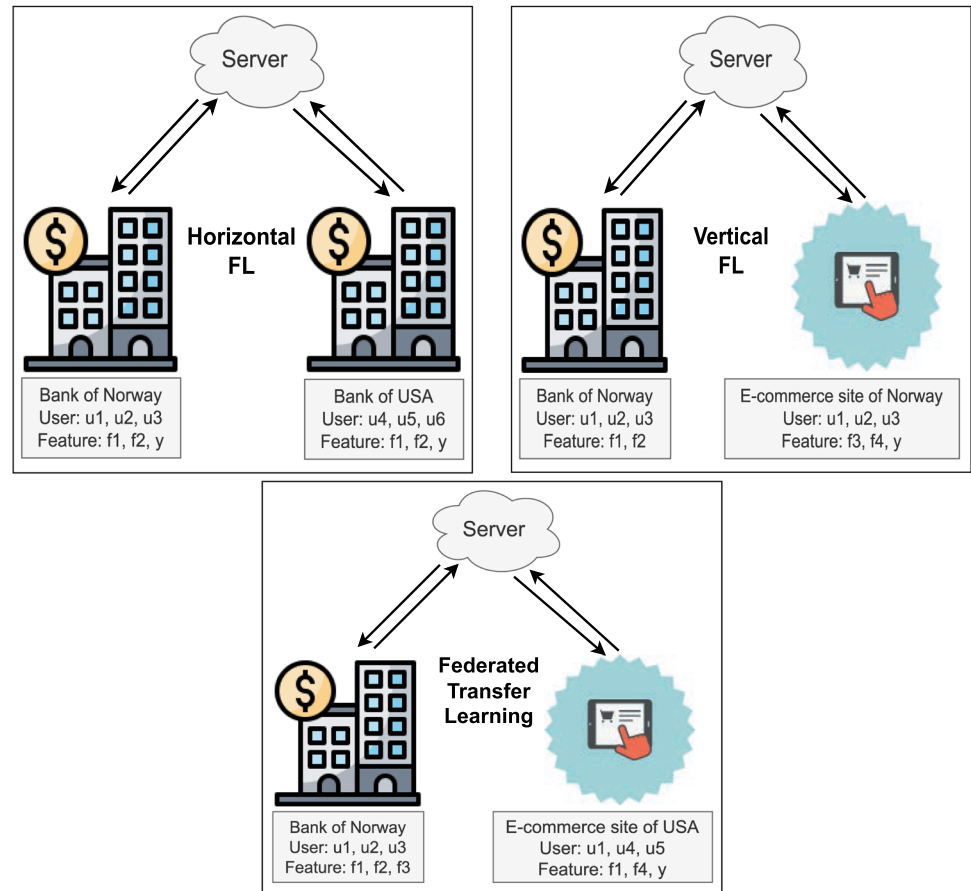 Server
Horizontal
FL
$
$
Bank of Norway
User: u1, u2, u3
Feature: f1, f2, y
Bank of USA
User: u4, u5, u6
Feature: f1, f2, y
Server
Vertical
FL
$
Bank of Norway
User: u1, u2, u3
Feature: f1, f2
E-commerce site of Norway
User: u1, u2, u3
Feature: f3, f4, y
Server
Federated
Transfer
Learning
$
Bank of Norway
User: u1, u2, u3
Feature: f1, f2, f3
E-commerce site of USA
User: u1, u4, u5
Feature: f1, f4, y